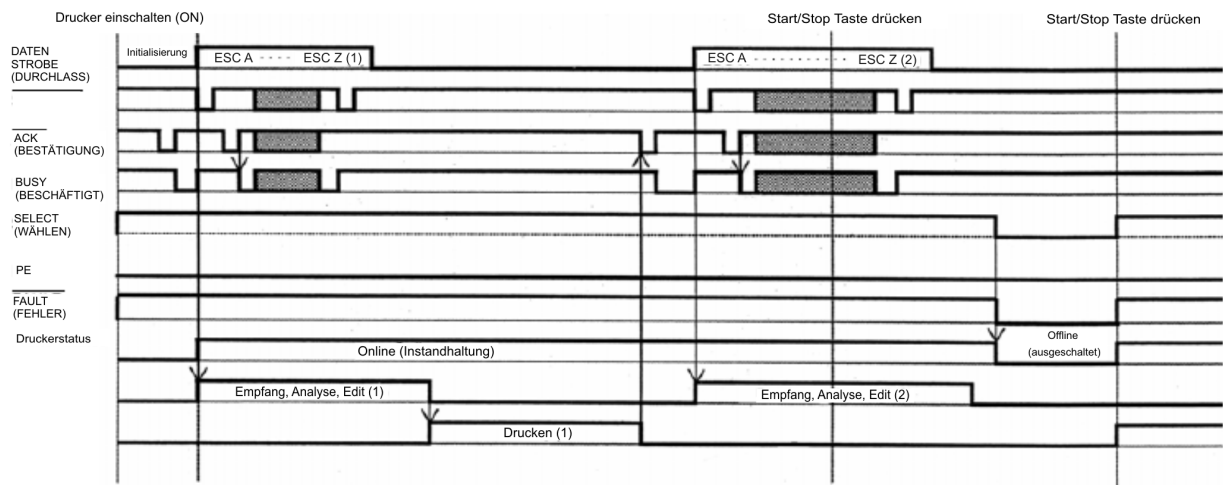 Drucker einschalten (ON)
Start/Stop Taste drücken
Start/Stop Taste drücken
DATEN
STROBE
(DURCHLASS)
Initialisierung
ESC A ····· ESC Z (1)
ESC A ·············· ESC Z (2)
ACK
(BESTÄTIGUNG)
BUSY
(BESCHÄFTIGT)
SELECT
(WÄHLEN)
PE
FAULT
(FEHLER)
Druckerstatus
Online (Instandhaltung)
Offline
(ausgeschaltet)
Empfang, Analyse, Edit (1)
Empfang, Analyse, Edit (2)
Drucken (1)